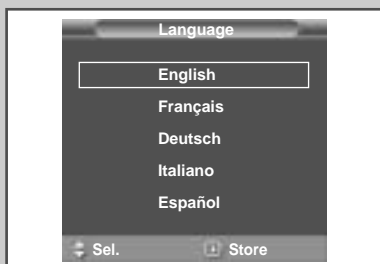 Language
English
Français
Deutsch
Italiano
Español
Sel. Store